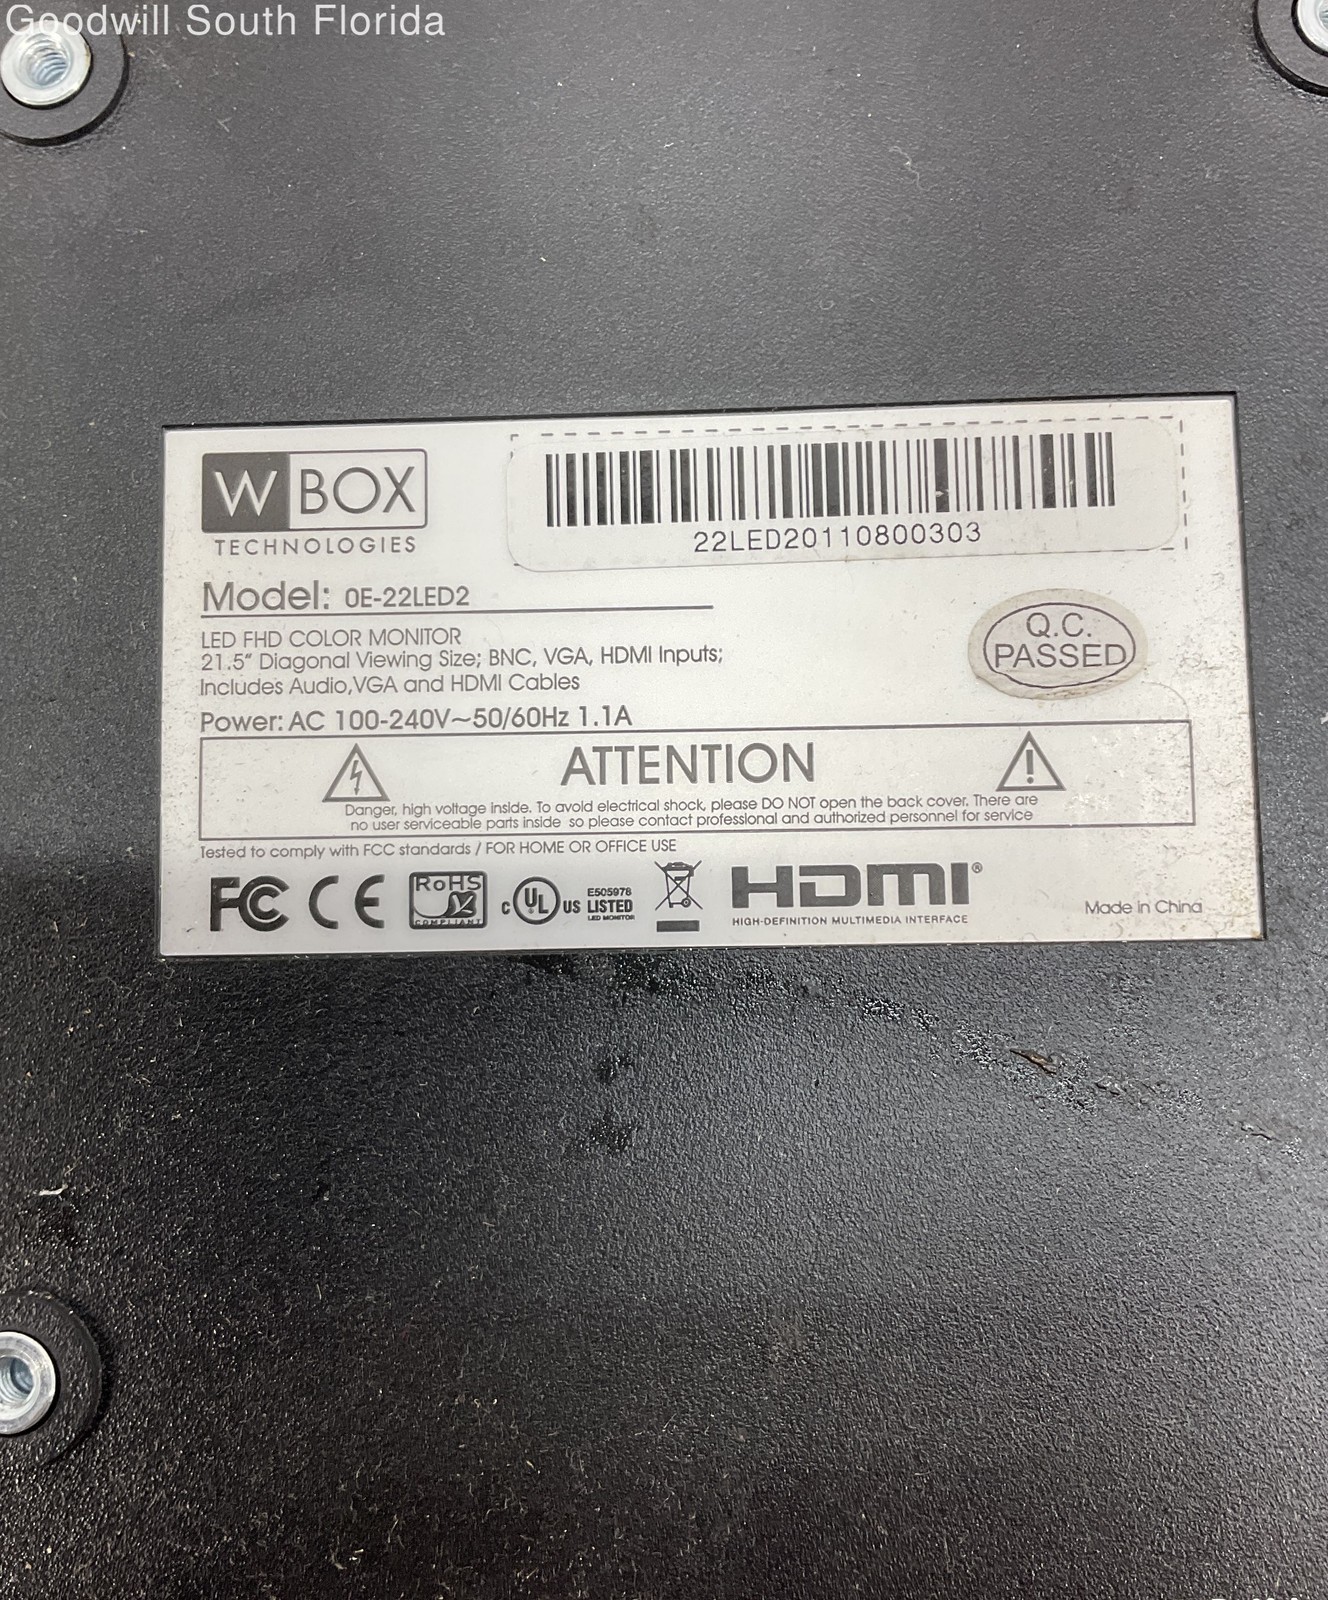 Goodwill South Florida
W BOX
TECHNOLOGIES
22LED20110800303
Model: 0E-22LED2
LED FHD COLOR MONITOR
21.5" Diagonal Viewing Size; BNC, VGA, HDMI Inputs;
Includes Audio,VGA and HDMI Cables
Q.C.
PASSED
Power: AC 100-240V~50/60Hz 1.1A
ATTENTION
Danger, high voltage inside. To avoid electrical shock, please DO NOT open the back cover. There are
no user serviceable parts inside so please contact professional and authorized personnel for service
Tested to comply with FCC standards / FOR HOME OR OFFICE USE
FC CE RoHS
COMPLIANT
c UL US
E505978
LISTED
LED MONITOR
HDMI®
HIGH-DEFINITION MULTIMEDIA INTERFACE
Made in China